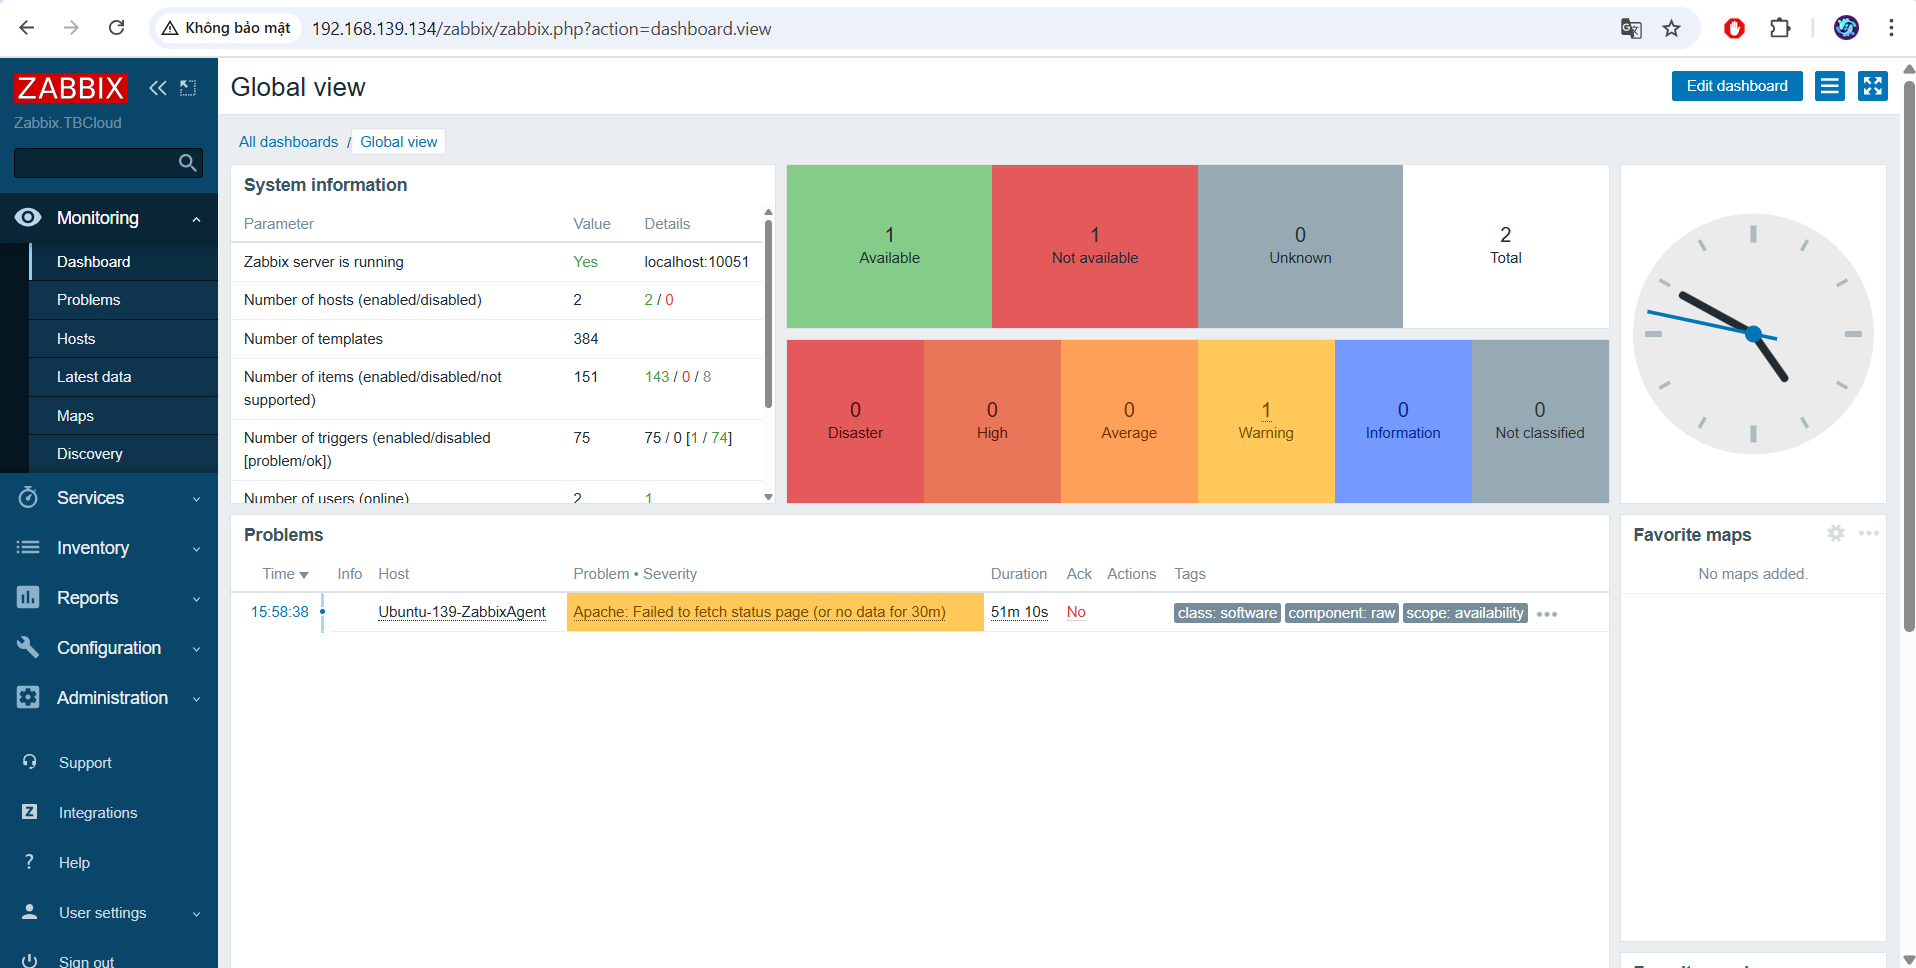 Không bảo mật
192.168.139.134/zabbix/zabbix.php?action=dashboard.view
ZABBIX
Zabbix.TBCloud
Monitoring
Dashboard
Problems
Hosts
Latest data
Maps
Discovery
Services
Inventory
Reports
Configuration
Administration
Support
Z Integrations
? Help
User settings
Sign out
Global view
Edit dashboard
All dashboards / Global view
System information
Parameter Value Details
Zabbix server is running Yes localhost:10051
Number of hosts (enabled/disabled) 2 2 / 0
Number of templates 384
Number of items (enabled/disabled/not supported) 151 143 / 0 / 8
Number of triggers (enabled/disabled [problem/ok]) 75 75 / 0 [1 / 74]
Number of users (online) 2 1
1 Available
1 Not available
0 Unknown
2 Total
0 Disaster
0 High
0 Average
1 Warning
0 Information
0 Not classified
Problems
Time Info Host Problem • Severity Duration Ack Actions Tags
15:58:38 Ubuntu-139-ZabbixAgent Apache: Failed to fetch status page (or no data for 30m) 51m 10s No class: software component: raw scope: availability
Favorite maps
No maps added.